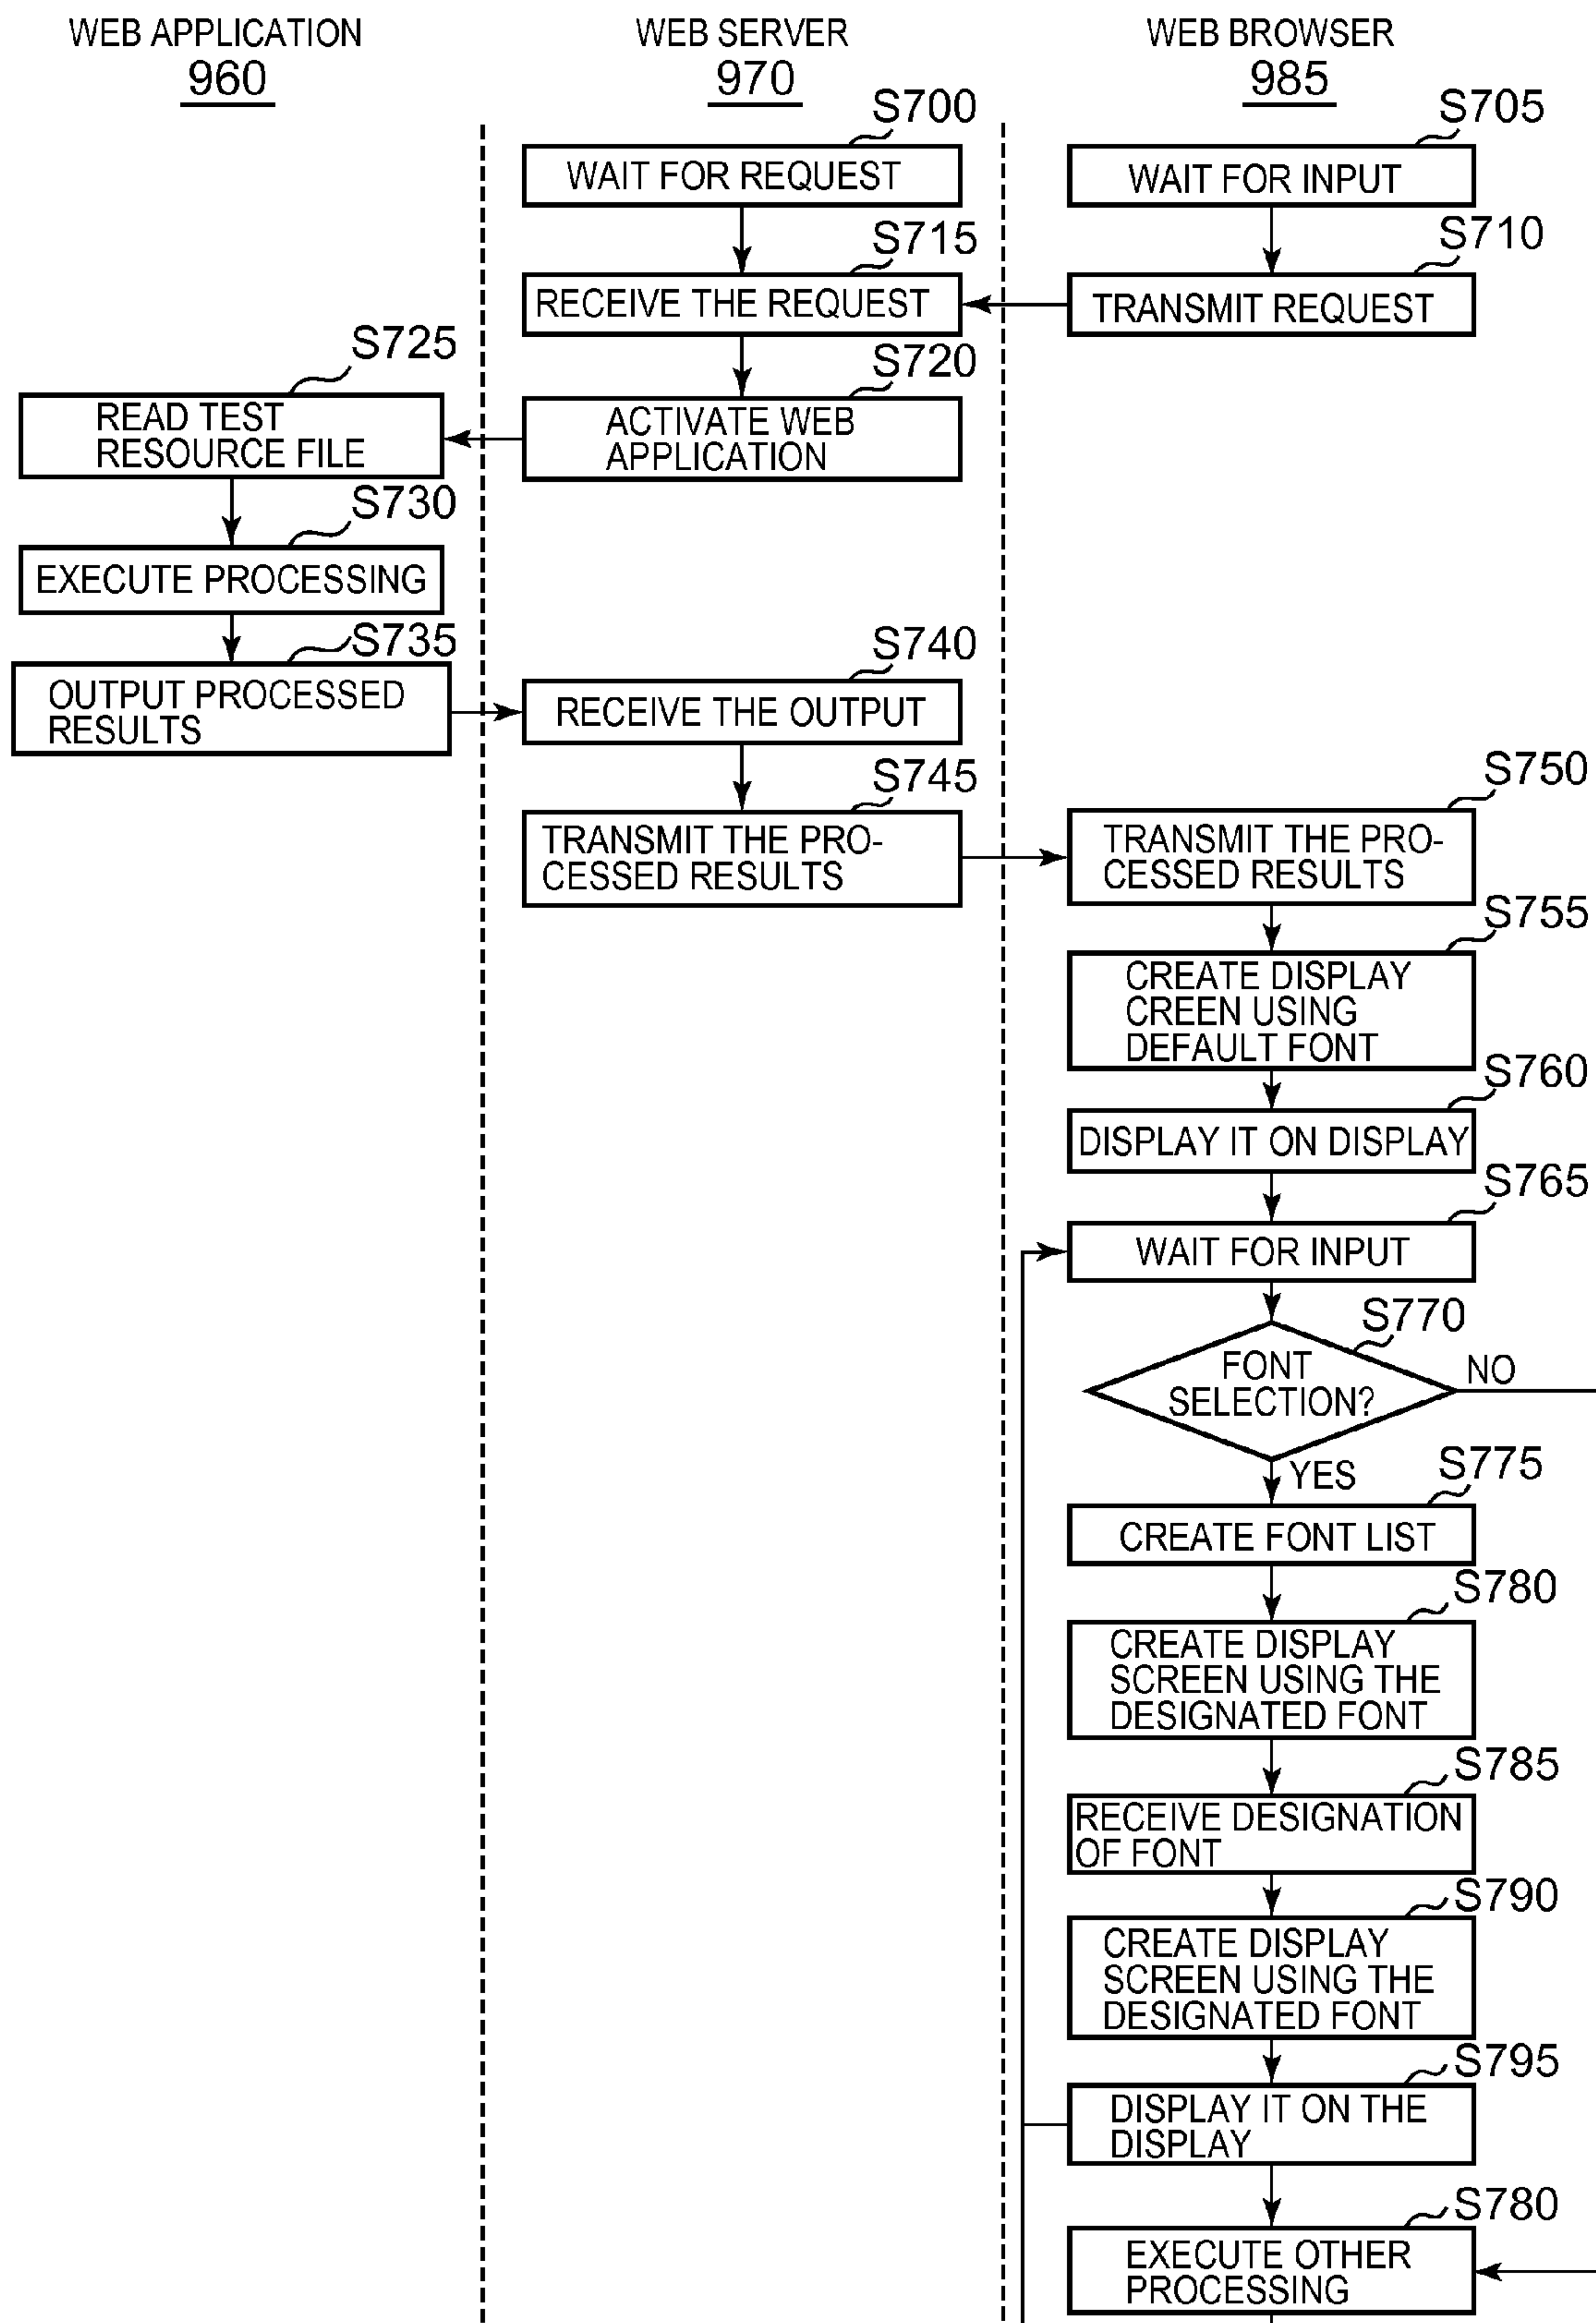 WEB APPLICATION
960
WEB SERVER
970
WEB BROWSER
985
S700
WAIT FOR REQUEST
S705
WAIT FOR INPUT
S710
TRANSMIT REQUEST
S715
RECEIVE THE REQUEST
S720
ACTIVATE WEB
APPLICATION
S725
READ TEST
RESOURCE FILE
S730
EXECUTE PROCESSING
S735
OUTPUT PROCESSED
RESULTS
S740
RECEIVE THE OUTPUT
S745
TRANSMIT THE PRO-
CESSED RESULTS
S750
TRANSMIT THE PRO-
CESSED RESULTS
S755
CREATE DISPLAY
CREEN USING
DEFAULT FONT
S760
DISPLAY IT ON DISPLAY
S765
WAIT FOR INPUT
S770
FONT
SELECTION?
NO
YES
S775
CREATE FONT LIST
S780
CREATE DISPLAY
SCREEN USING THE
DESIGNATED FONT
S785
RECEIVE DESIGNATION
OF FONT
S790
CREATE DISPLAY
SCREEN USING THE
DESIGNATED FONT
S795
DISPLAY IT ON THE
DISPLAY
S780
EXECUTE OTHER
PROCESSING